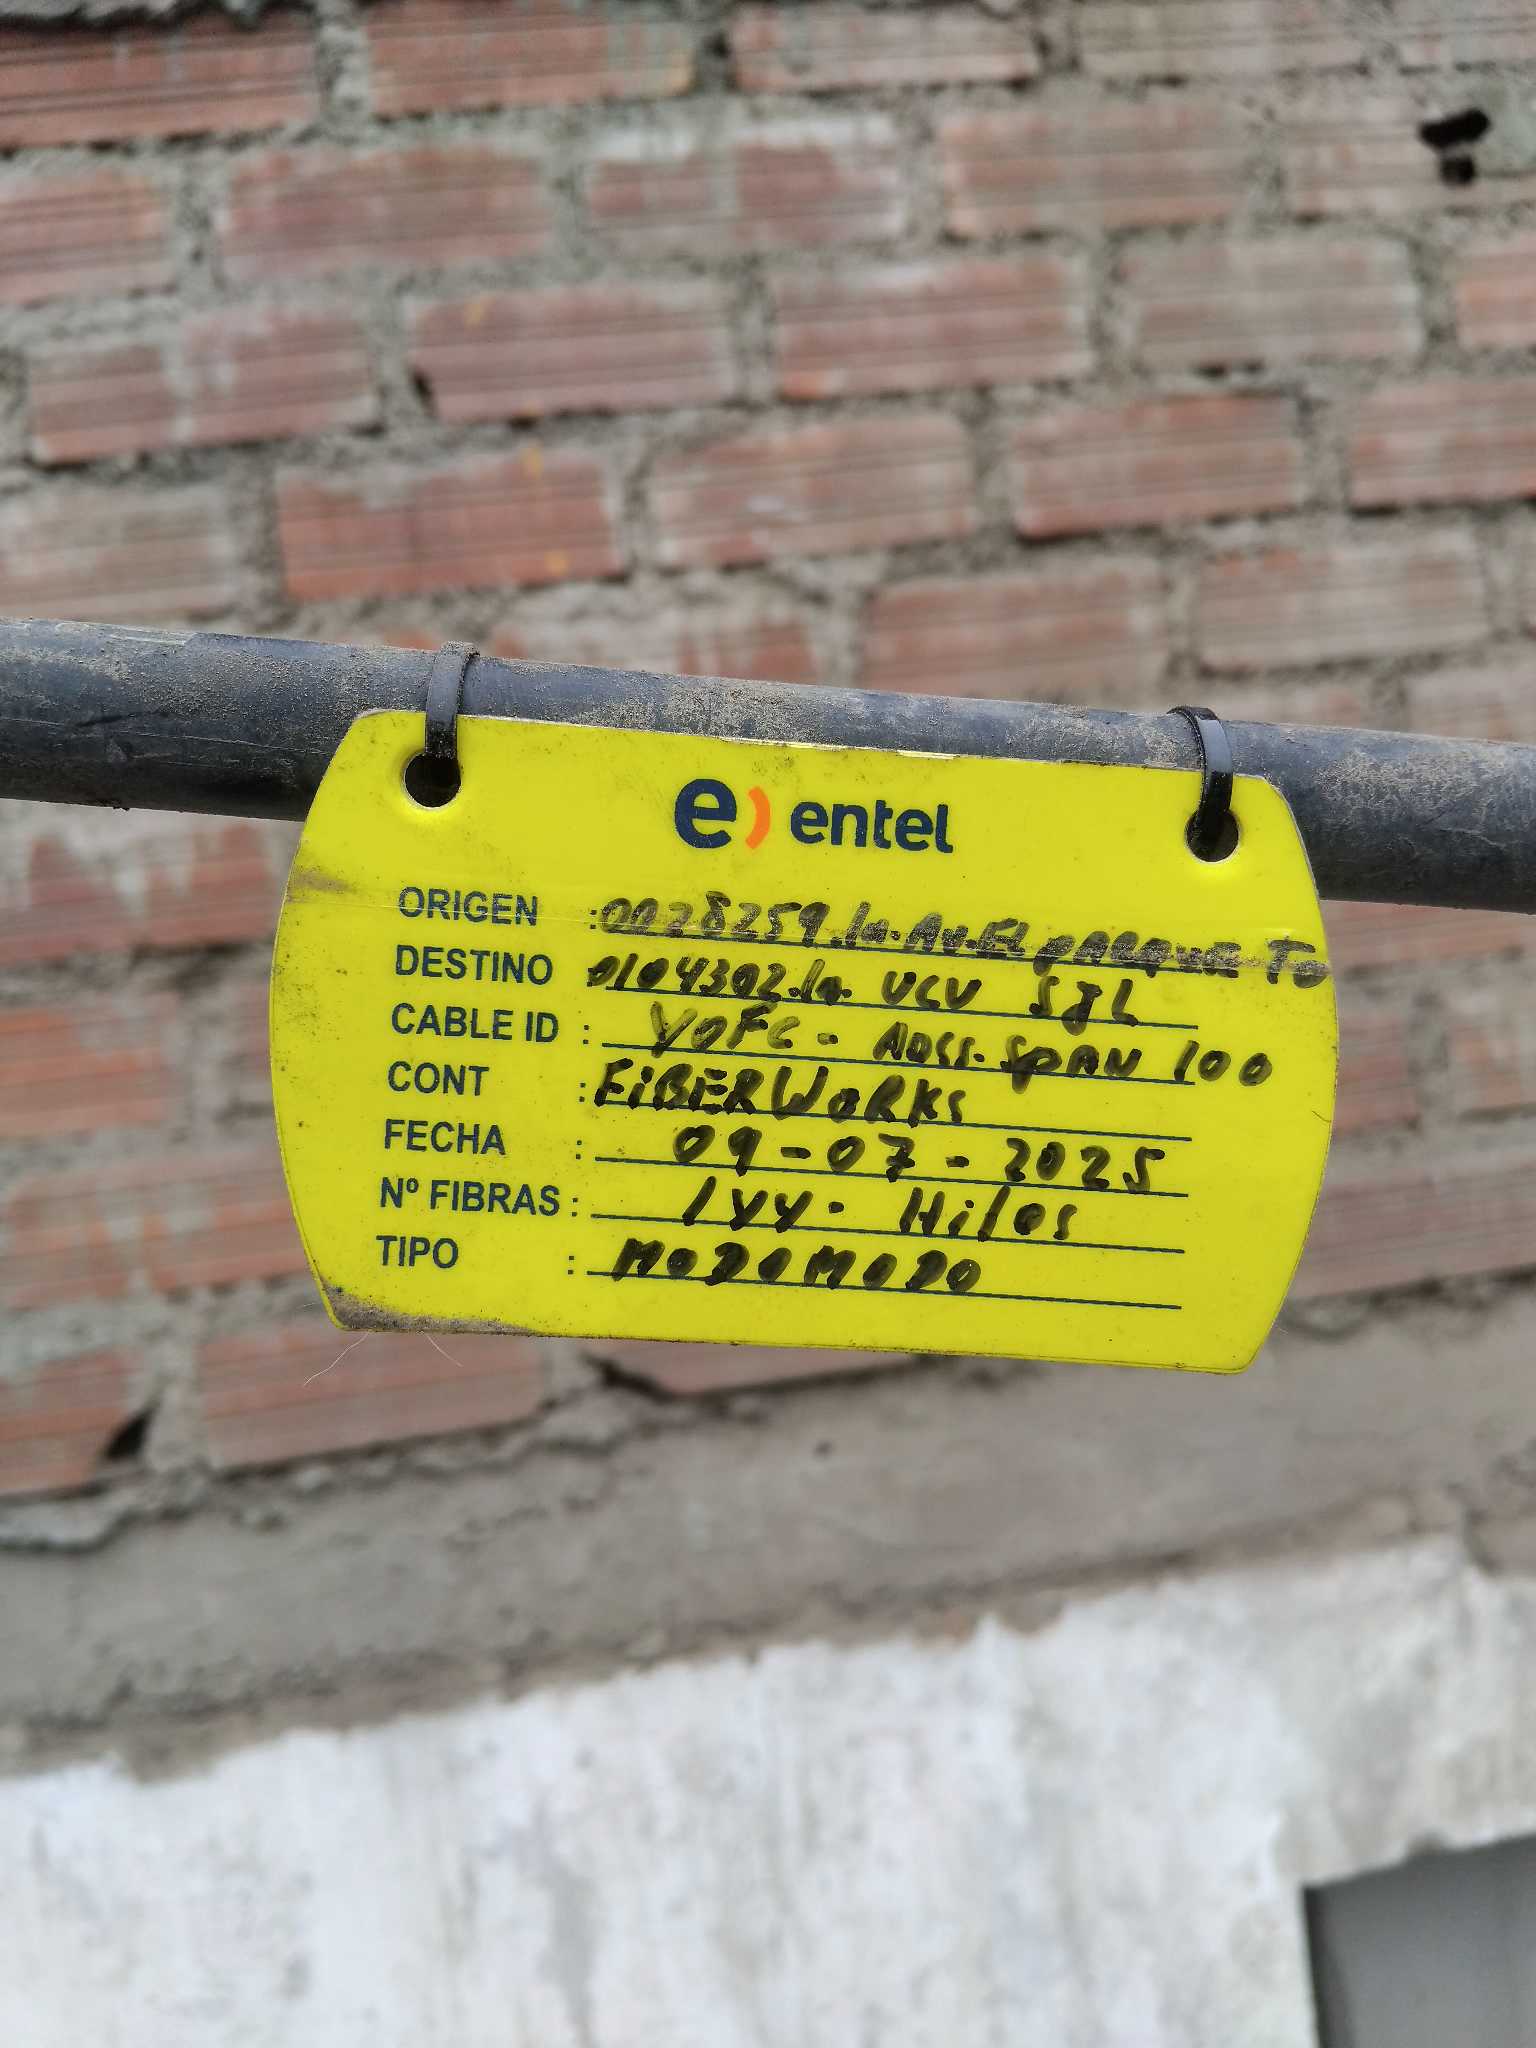 e) entel
ORIGEN : 0028259.la.Av.El parque To
DESTINO 0104392.la. UCV SJL
CABLE ID : YOFC - ADSS. SPAN 100
CONT : FiBERWORKS
FECHA : 09-07-2025
Nº FIBRAS : 144. Hilos
TIPO : MODOMODO